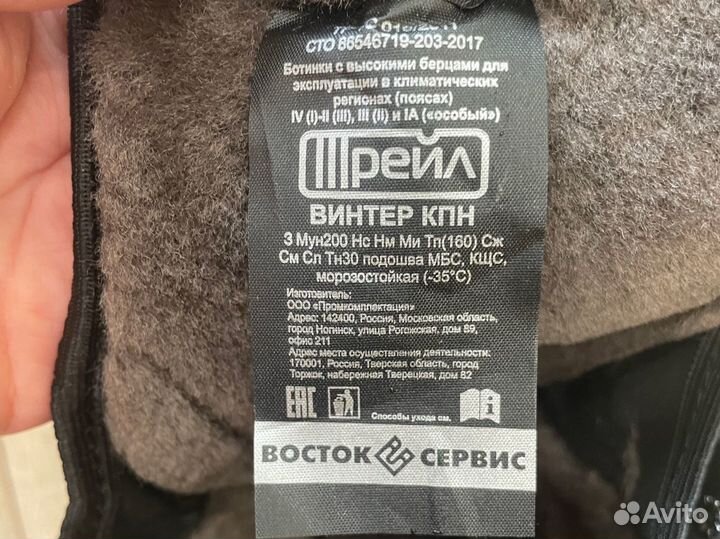 018/2011
СТО 86546719-203-2017
Ботинки с высокими берцами для
эксплуатации в климатических
регионах (поясах)
IV (I)-II (III), III (II) и IA («особый»)
Трейл
ВИНТЕР КПН
З Мун200 Нс Нм Ми Тп(160) Сж
См Сл Тн30 подошва МБС, КЩС,
морозостойкая (-35°С)
Изготовитель:
ООО «Промкомплектация»
Адрес: 142400, Россия, Московская область,
город Ногинск, улица Рогожская, дом 89,
офис 211
Адрес места осуществления деятельности:
170001, Россия, Тверская область, город
Торжок, набережная Тверецкая, дом 82
EAC
Способы ухода см.
ВОСТОК СЕРВИС
Avito